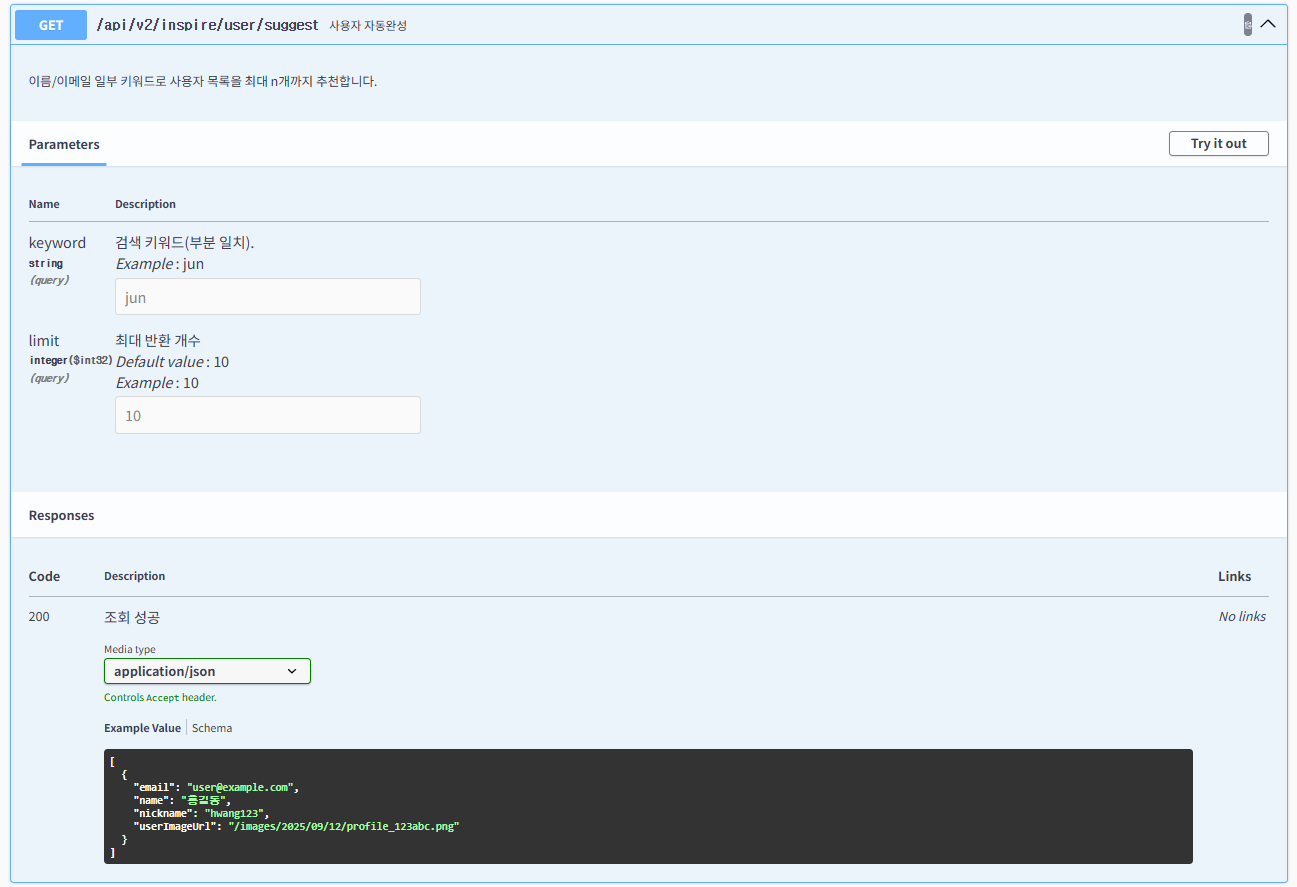 GET /api/v2/inspire/user/suggest 사용자 자동완성
이름/이메일 일부 키워드로 사용자 목록을 최대 n개까지 추천합니다.
Parameters
Try it out
Name Description
keyword
string
(query)
검색 키워드(부분 일치).
Example : jun
jun
limit
integer($int32)
(query)
최대 반환 개수
Default value : 10
Example : 10
10
Responses
Code Description Links
200 조회 성공 No links
Media type
application/json
Controls Accept header.
Example Value Schema
[
{
"email": "user@example.com",
"name": "홍길동",
"nickname": "hwang123",
"userImageUrl": "/images/2025/09/12/profile_123abc.png"
}
]